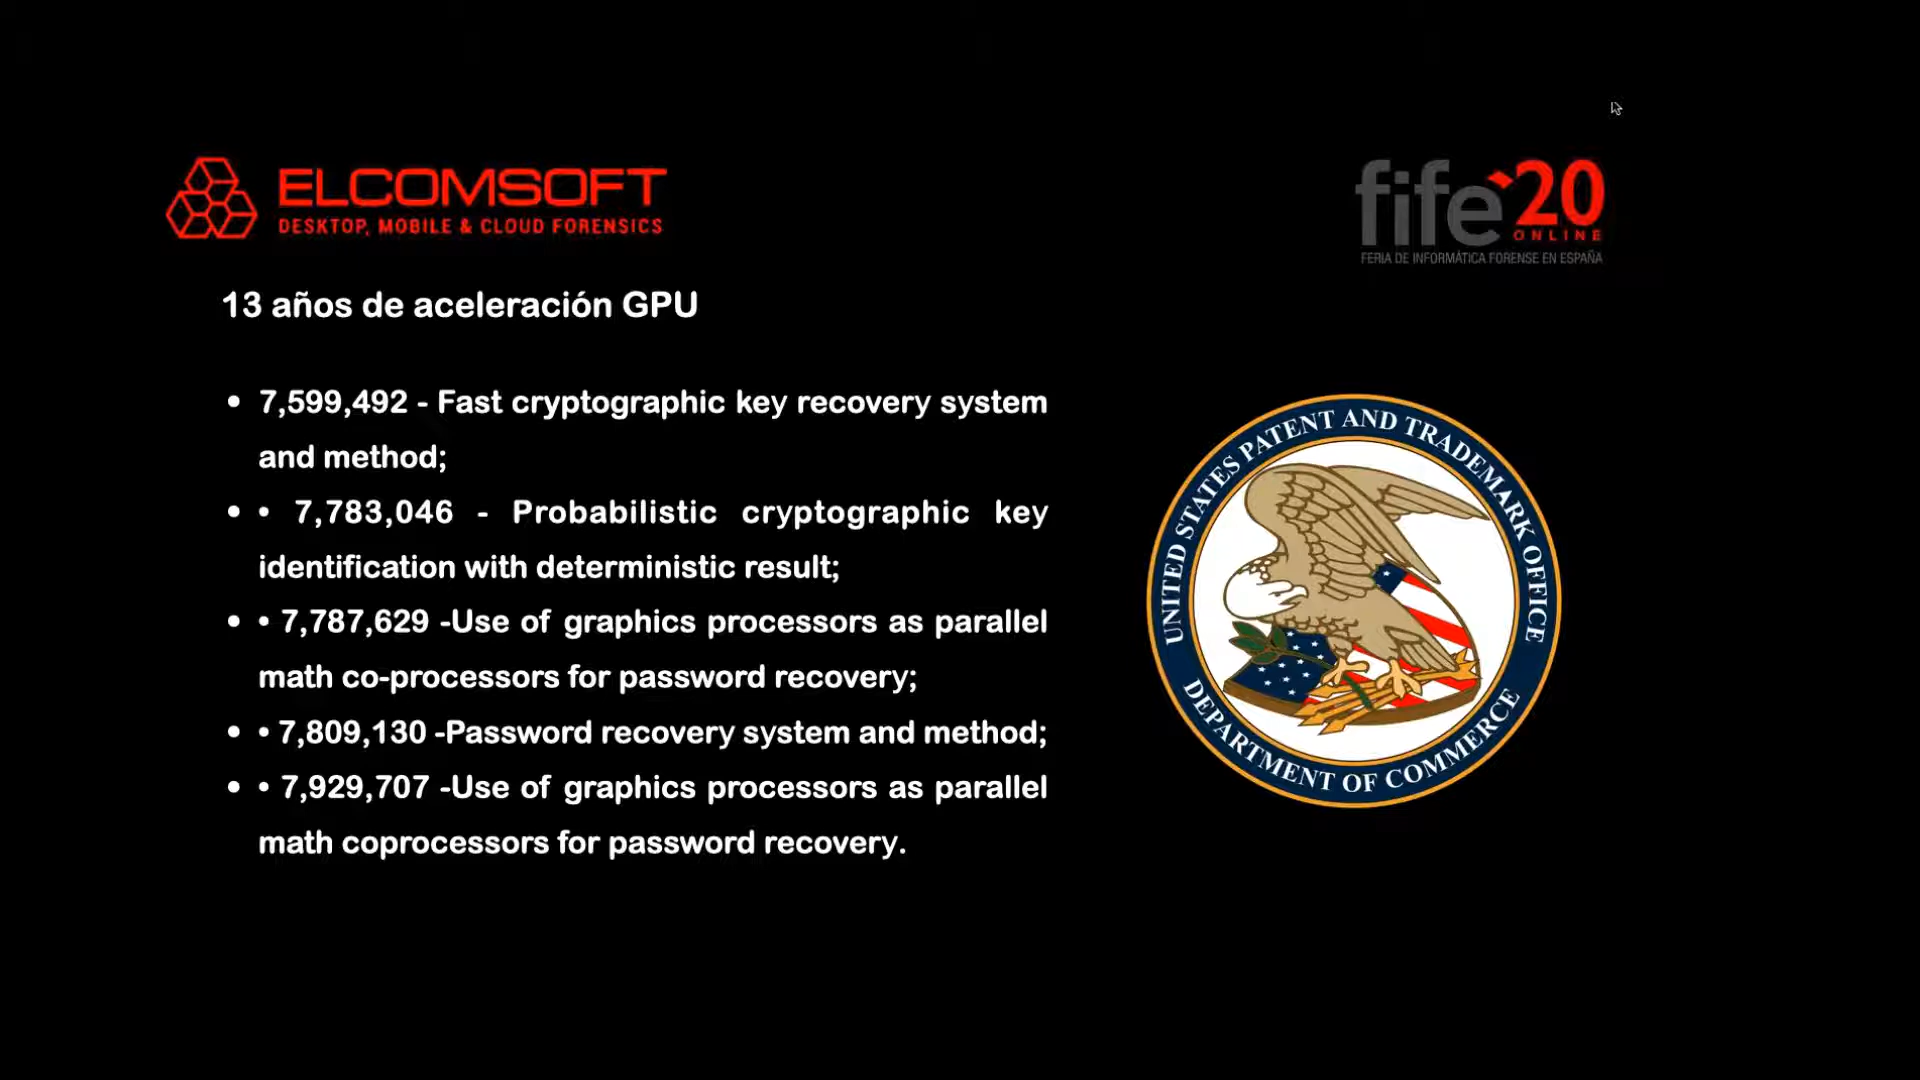 ELCOMSOFT
DESKTOP, MOBILE & CLOUD FORENSICS
fife'20
ONLINE
FERIA DE INFORMÁTICA FORENSE EN ESPAÑA
13 años de aceleración GPU
• 7,599,492 - Fast cryptographic key recovery system
and method;
• • 7,783,046 - Probabilistic cryptographic key
identification with deterministic result;
• • 7,787,629 -Use of graphics processors as parallel
math co-processors for password recovery;
• • 7,809,130 -Password recovery system and method;
• • 7,929,707 -Use of graphics processors as parallel
math coprocessors for password recovery.
UNITED STATES PATENT AND TRADEMARK OFFICE
DEPARTMENT OF COMMERCE